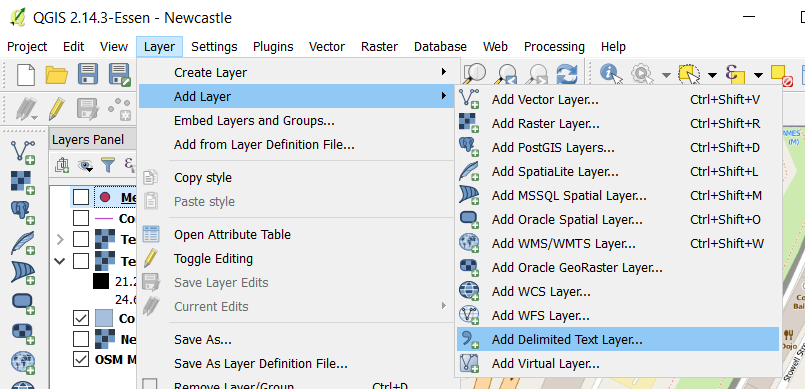 QGIS 2.14.3-Essen - Newcastle
Project Edit View Layer Settings Plugins Vector Raster Database Web Processing Help
Create Layer
Add Layer
Embed Layers and Groups...
Add from Layer Definition File...
Copy style
Paste style
Open Attribute Table
Toggle Editing
Save Layer Edits
Current Edits
Save As...
Save As Layer Definition File...
Remove Layer/Group Ctrl+D
Add Vector Layer... Ctrl+Shift+V
Add Raster Layer... Ctrl+Shift+R
Add PostGIS Layers... Ctrl+Shift+D
Add SpatiaLite Layer... Ctrl+Shift+L
Add MSSQL Spatial Layer... Ctrl+Shift+M
Add Oracle Spatial Layer... Ctrl+Shift+O
Add WMS/WMTS Layer... Ctrl+Shift+W
Add Oracle GeoRaster Layer...
Add WCS Layer...
Add WFS Layer...
Add Delimited Text Layer...
Add Virtual Layer...
Layers Panel
Me
Co
Te
Te
21.2
24.6
Co
Ne
OSM M
(M)
Co
Ba
Dojo
Stowell St